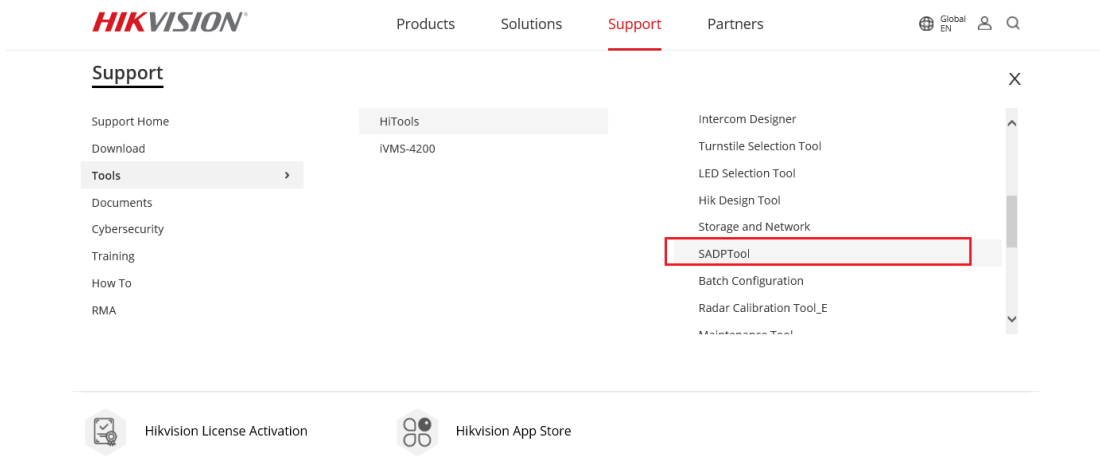 HIKVISION
Products Solutions Support Partners
Global
EN
Support
X
Support Home
Download
Tools
Documents
Cybersecurity
Training
How To
RMA
HiTools
iVMS-4200
Intercom Designer
Turnstile Selection Tool
LED Selection Tool
Hik Design Tool
Storage and Network
SADPTool
Batch Configuration
Radar Calibration Tool_E
Maintenance Tool
Hikvision License Activation
Hikvision App Store